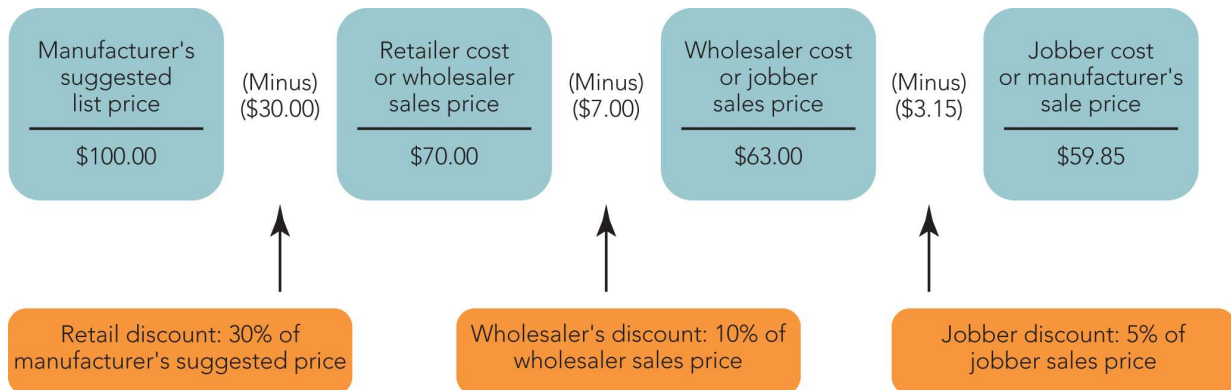 Manufacturer's
suggested
list price
$100.00
(Minus)
($30.00)
Retailer cost
or wholesaler
sales price
$70.00
(Minus)
($7.00)
Wholesaler cost
or jobber
sales price
$63.00
(Minus)
($3.15)
Jobber cost
or manufacturer's
sale price
$59.85
Retail discount: 30% of
manufacturer's suggested price
Wholesaler's discount: 10% of
wholesaler sales price
Jobber discount: 5% of
jobber sales price